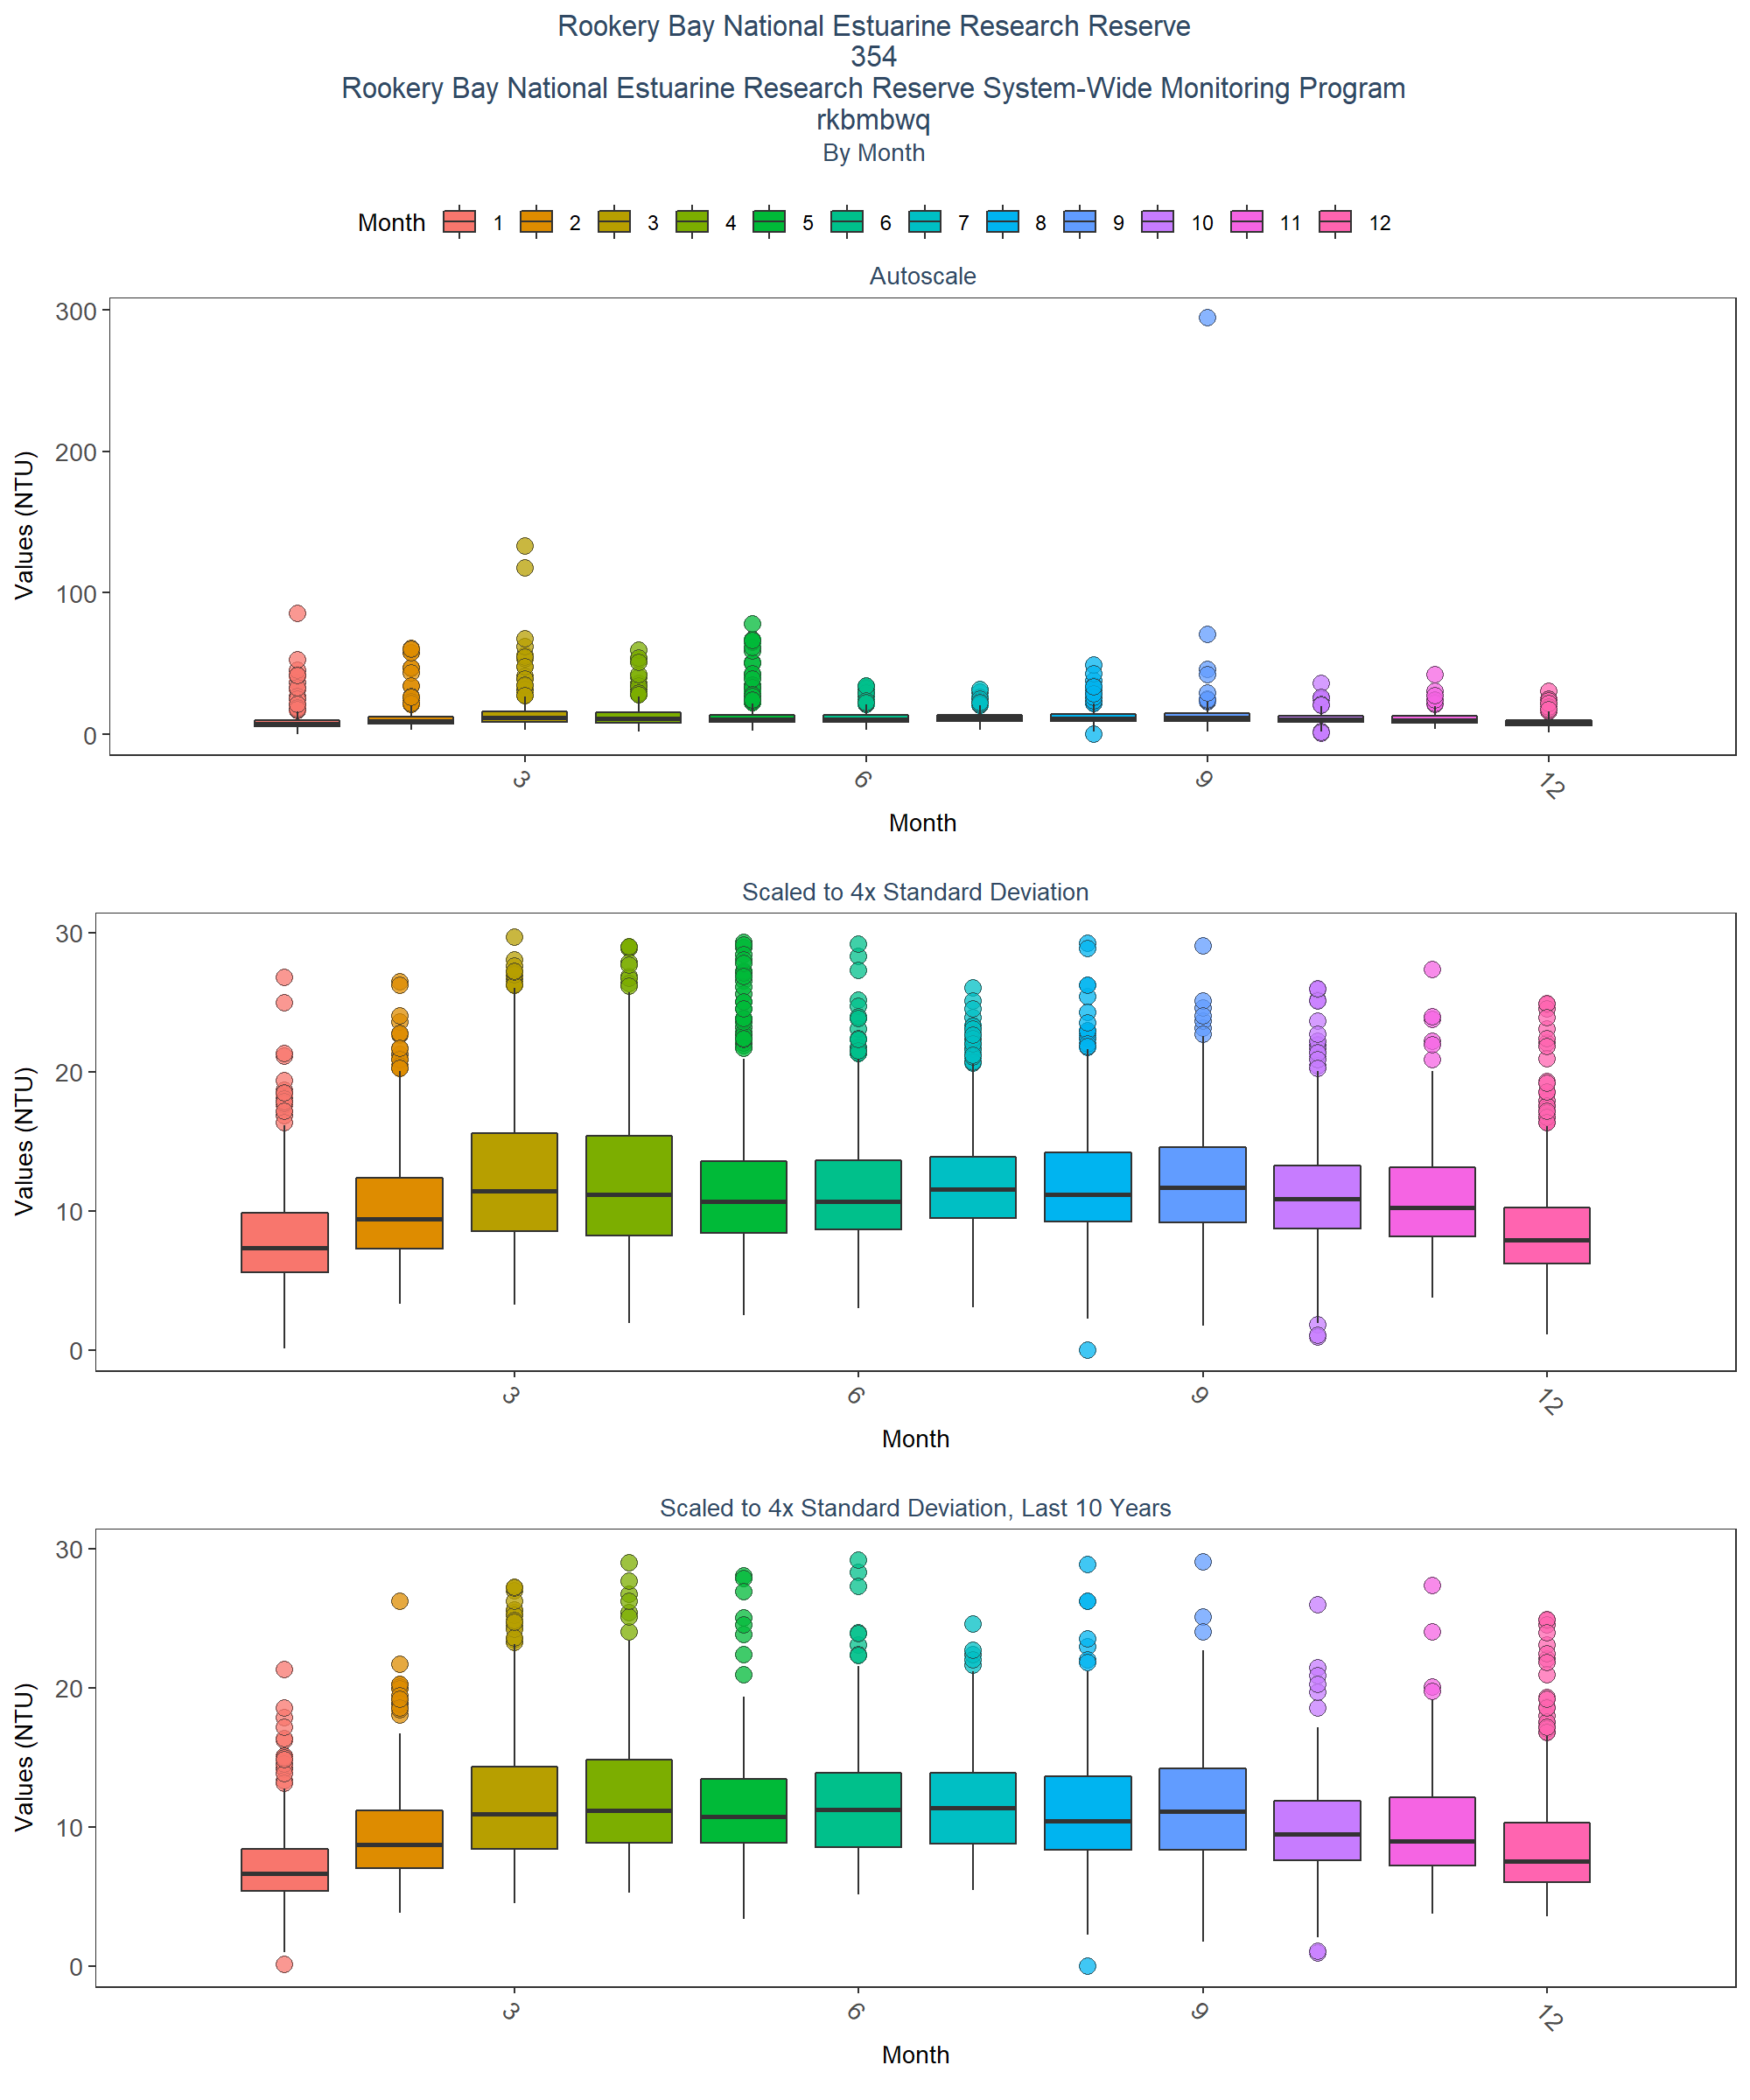 Rookery Bay National Estuarine Research Reserve
354
Rookery Bay National Estuarine Research Reserve System-Wide Monitoring Program
rkbmbwq
By Month
Month 1 2 3 4 5 6 7 8 9 10 11 12
Autoscale
300
200
100
0
Values (NTU)
3 6 9 12
Month
Scaled to 4x Standard Deviation
30
20
10
0
Values (NTU)
3 6 9 12
Month
Scaled to 4x Standard Deviation, Last 10 Years
30
20
10
0
Values (NTU)
3 6 9 12
Month